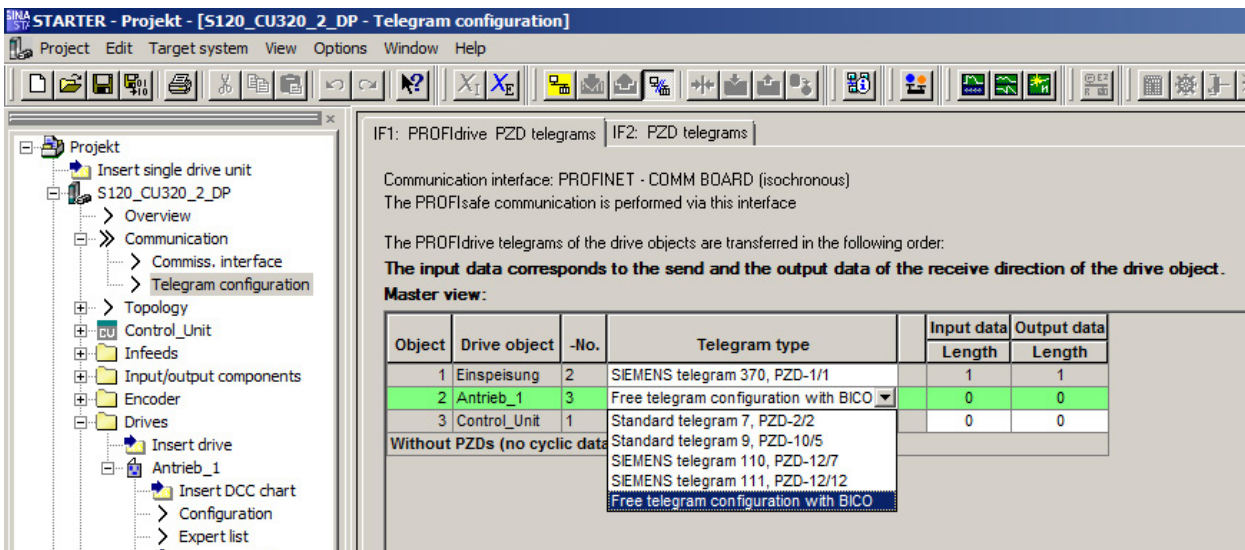 STARTER - Projekt - [S120_CU320_2_DP - Telegram configuration]
Project Edit Target system View Options Window Help
Projekt
Insert single drive unit
S120_CU320_2_DP
Overview
Communication
Commiss. interface
Telegram configuration
Topology
Control_Unit
Infeeds
Input/output components
Encoder
Drives
Insert drive
Antrieb_1
Insert DCC chart
Configuration
Expert list
IF1: PROFIdrive PZD telegrams IF2: PZD telegrams
Communication interface: PROFINET - COMM BOARD (isochronous)
The PROFIsafe communication is performed via this interface
The PROFIdrive telegrams of the drive objects are transferred in the following order:
The input data corresponds to the send and the output data of the receive direction of the drive object.
Master view:
Object Drive object -No. Telegram type Input data Output data
Length Length
1 Einspeisung 2 SIEMENS telegram 370, PZD-1/1 1 1
2 Antrieb_1 3 Free telegram configuration with BICO 0 0
3 Control_Unit 1 Standard telegram 7, PZD-2/2 0 0
Without PZDs (no cyclic data Standard telegram 9, PZD-10/5
SIEMENS telegram 110, PZD-12/7
SIEMENS telegram 111, PZD-12/12
Free telegram configuration with BICO